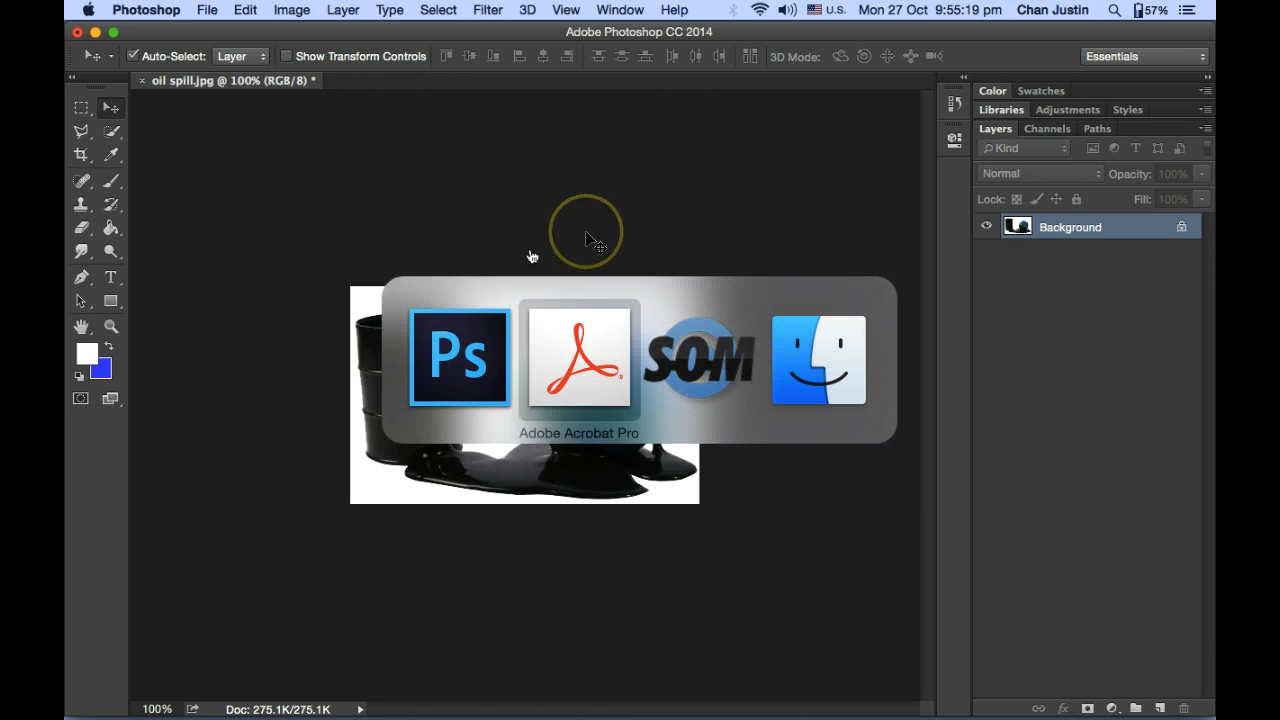 Photoshop File Edit Image Layer Type Select Filter 3D View Window Help U.S. Mon 27 Oct 9:55:19 pm Chan Justin 57%
Adobe Photoshop CC 2014
Auto-Select: Layer Show Transform Controls 3D Mode: Essentials
oil spill.jpg @ 100% (RGB/8) *
Color Swatches
Libraries Adjustments Styles
Layers Channels Paths
Kind
Normal Opacity: 100%
Lock: Fill: 100%
Background
Ps SOM
Adobe Acrobat Pro
100% Doc: 275.1K/275.1K